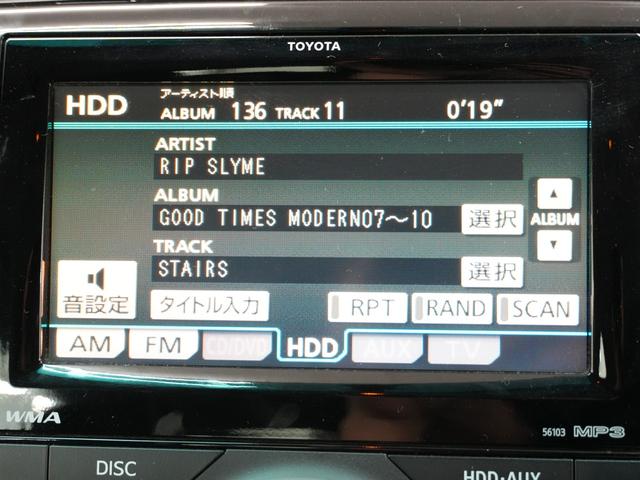 TOYOTA
HDD アーティスト順
ALBUM 136 TRACK 11 0'19"
ARTIST
RIP SLYME
ALBUM
GOOD TIMES MODERN07～10 選択
▲ ALBUM ▼
TRACK
STAIRS 選択
音設定 タイトル入力 RPT RAND SCAN
AM FM CD/DVD HDD AUX TV
WMA 56103 MP3
DISC HDD·AUX